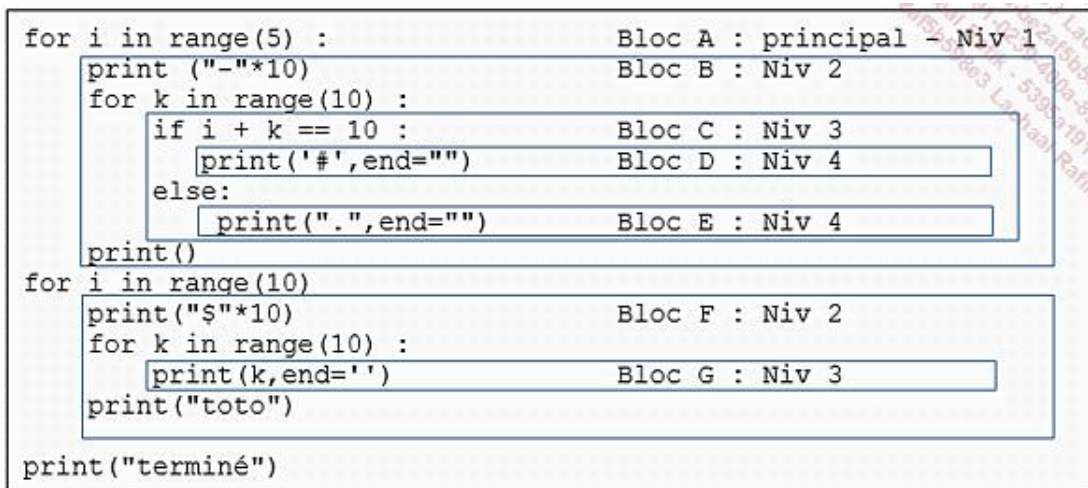 for i in range(5) : Bloc A : principal - Niv 1
print ("-"*10) Bloc B : Niv 2
for k in range(10) :
if i + k == 10 : Bloc C : Niv 3
print('#',end="") Bloc D : Niv 4
else:
print(".",end="") Bloc E : Niv 4
print()
for i in range(10)
print("$"*10) Bloc F : Niv 2
for k in range(10) :
print(k,end='') Bloc G : Niv 3
print("toto")
print("terminé")